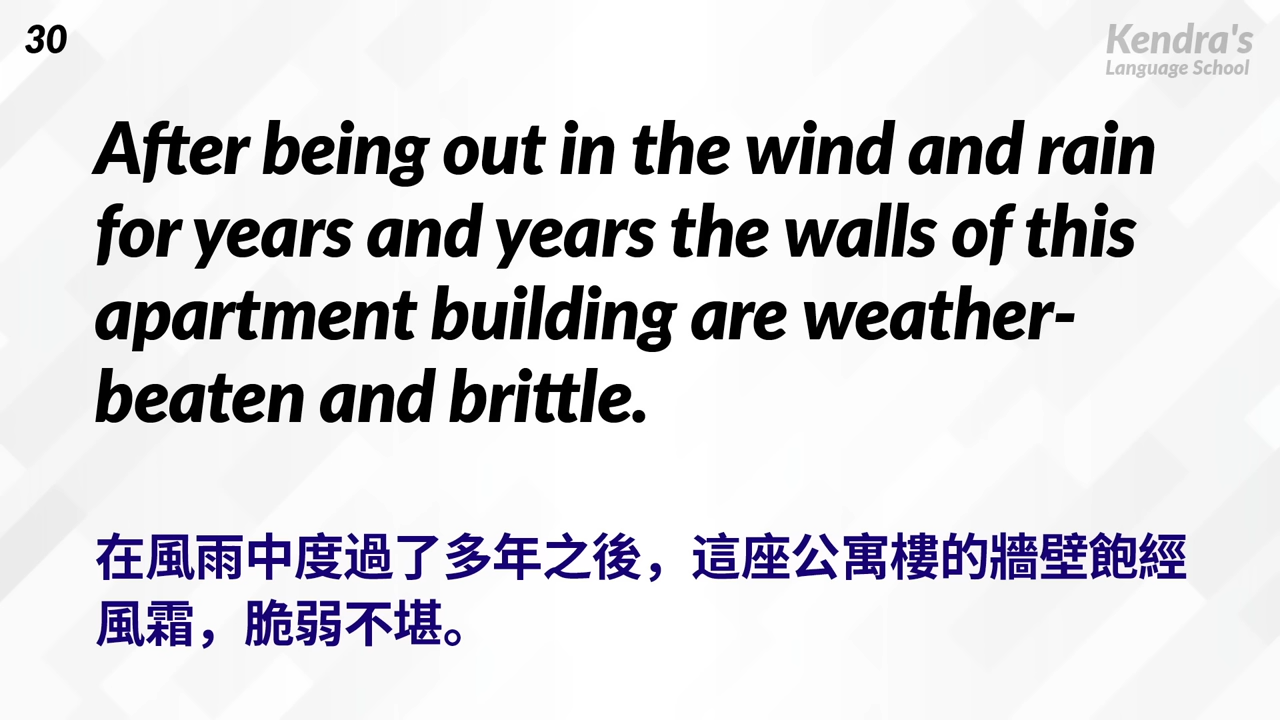 30
Kendra's
Language School
After being out in the wind and rain
for years and years the walls of this
apartment building are weather-
beaten and brittle.
在風雨中度過了多年之後，這座公寓樓的牆壁飽經
風霜，脆弱不堪。